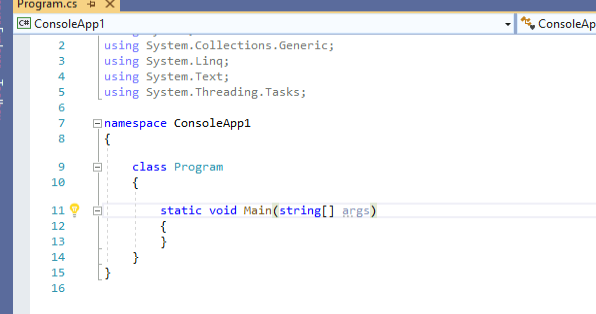 Program.cs
C# ConsoleApp1
ConsoleAp
2 using System.Collections.Generic;
3 using System.Linq;
4 using System.Text;
5 using System.Threading.Tasks;
6
7 namespace ConsoleApp1
8 {
9 class Program
10 {
11 static void Main(string[] args)
12 {
13 }
14 }
15 }
16